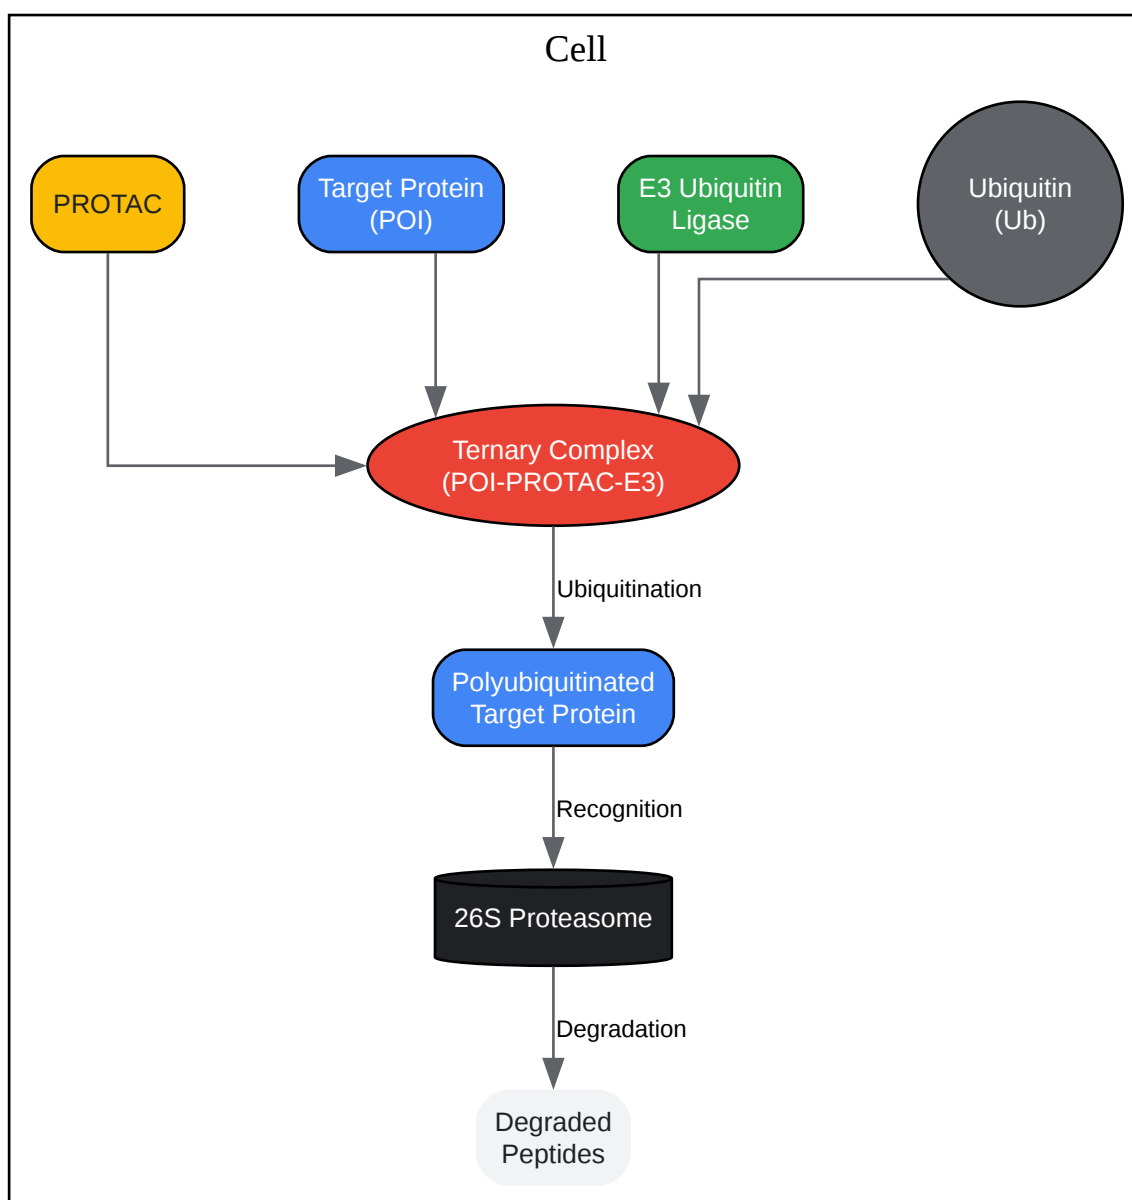 Cell
PROTAC
Target Protein
(POI)
E3 Ubiquitin
Ligase
Ubiquitin
(Ub)
Ternary Complex
(POI-PROTAC-E3)
Ubiquitination
Polyubiquitinated
Target Protein
Recognition
26S Proteasome
Degradation
Degraded
Peptides